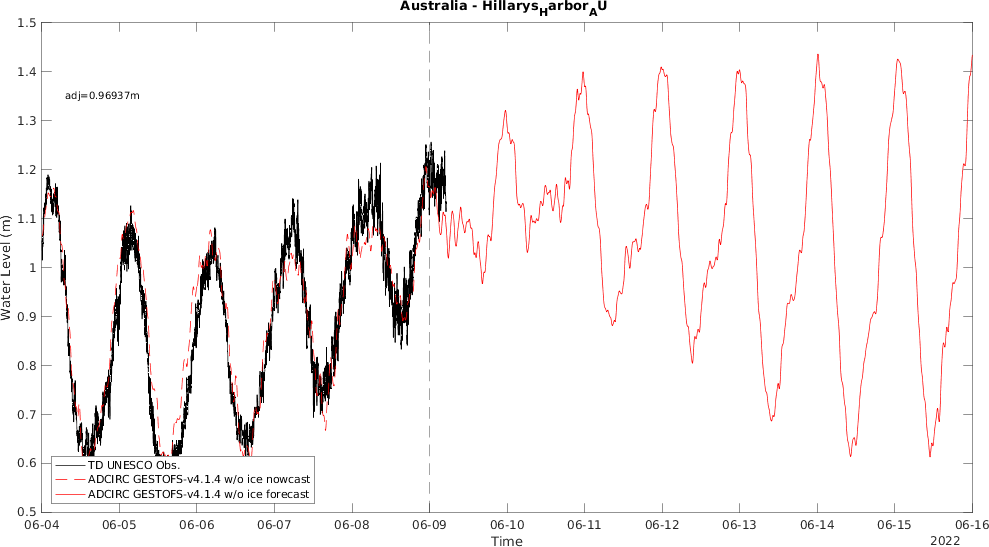 Australia - HillarysHarborAU
1.5
1.4
adj=0.96937m
1.3
1.2
1.1
1
0.9
0.8
0.7
0.6
0.5
Water Level (m)
TD UNESCO Obs.
ADCIRC GESTOFS-v4.1.4 w/o ice nowcast
ADCIRC GESTOFS-v4.1.4 w/o ice forecast
06-04 06-05 06-06 06-07 06-08 06-09 06-10 06-11 06-12 06-13 06-14 06-15 06-16
Time
2022